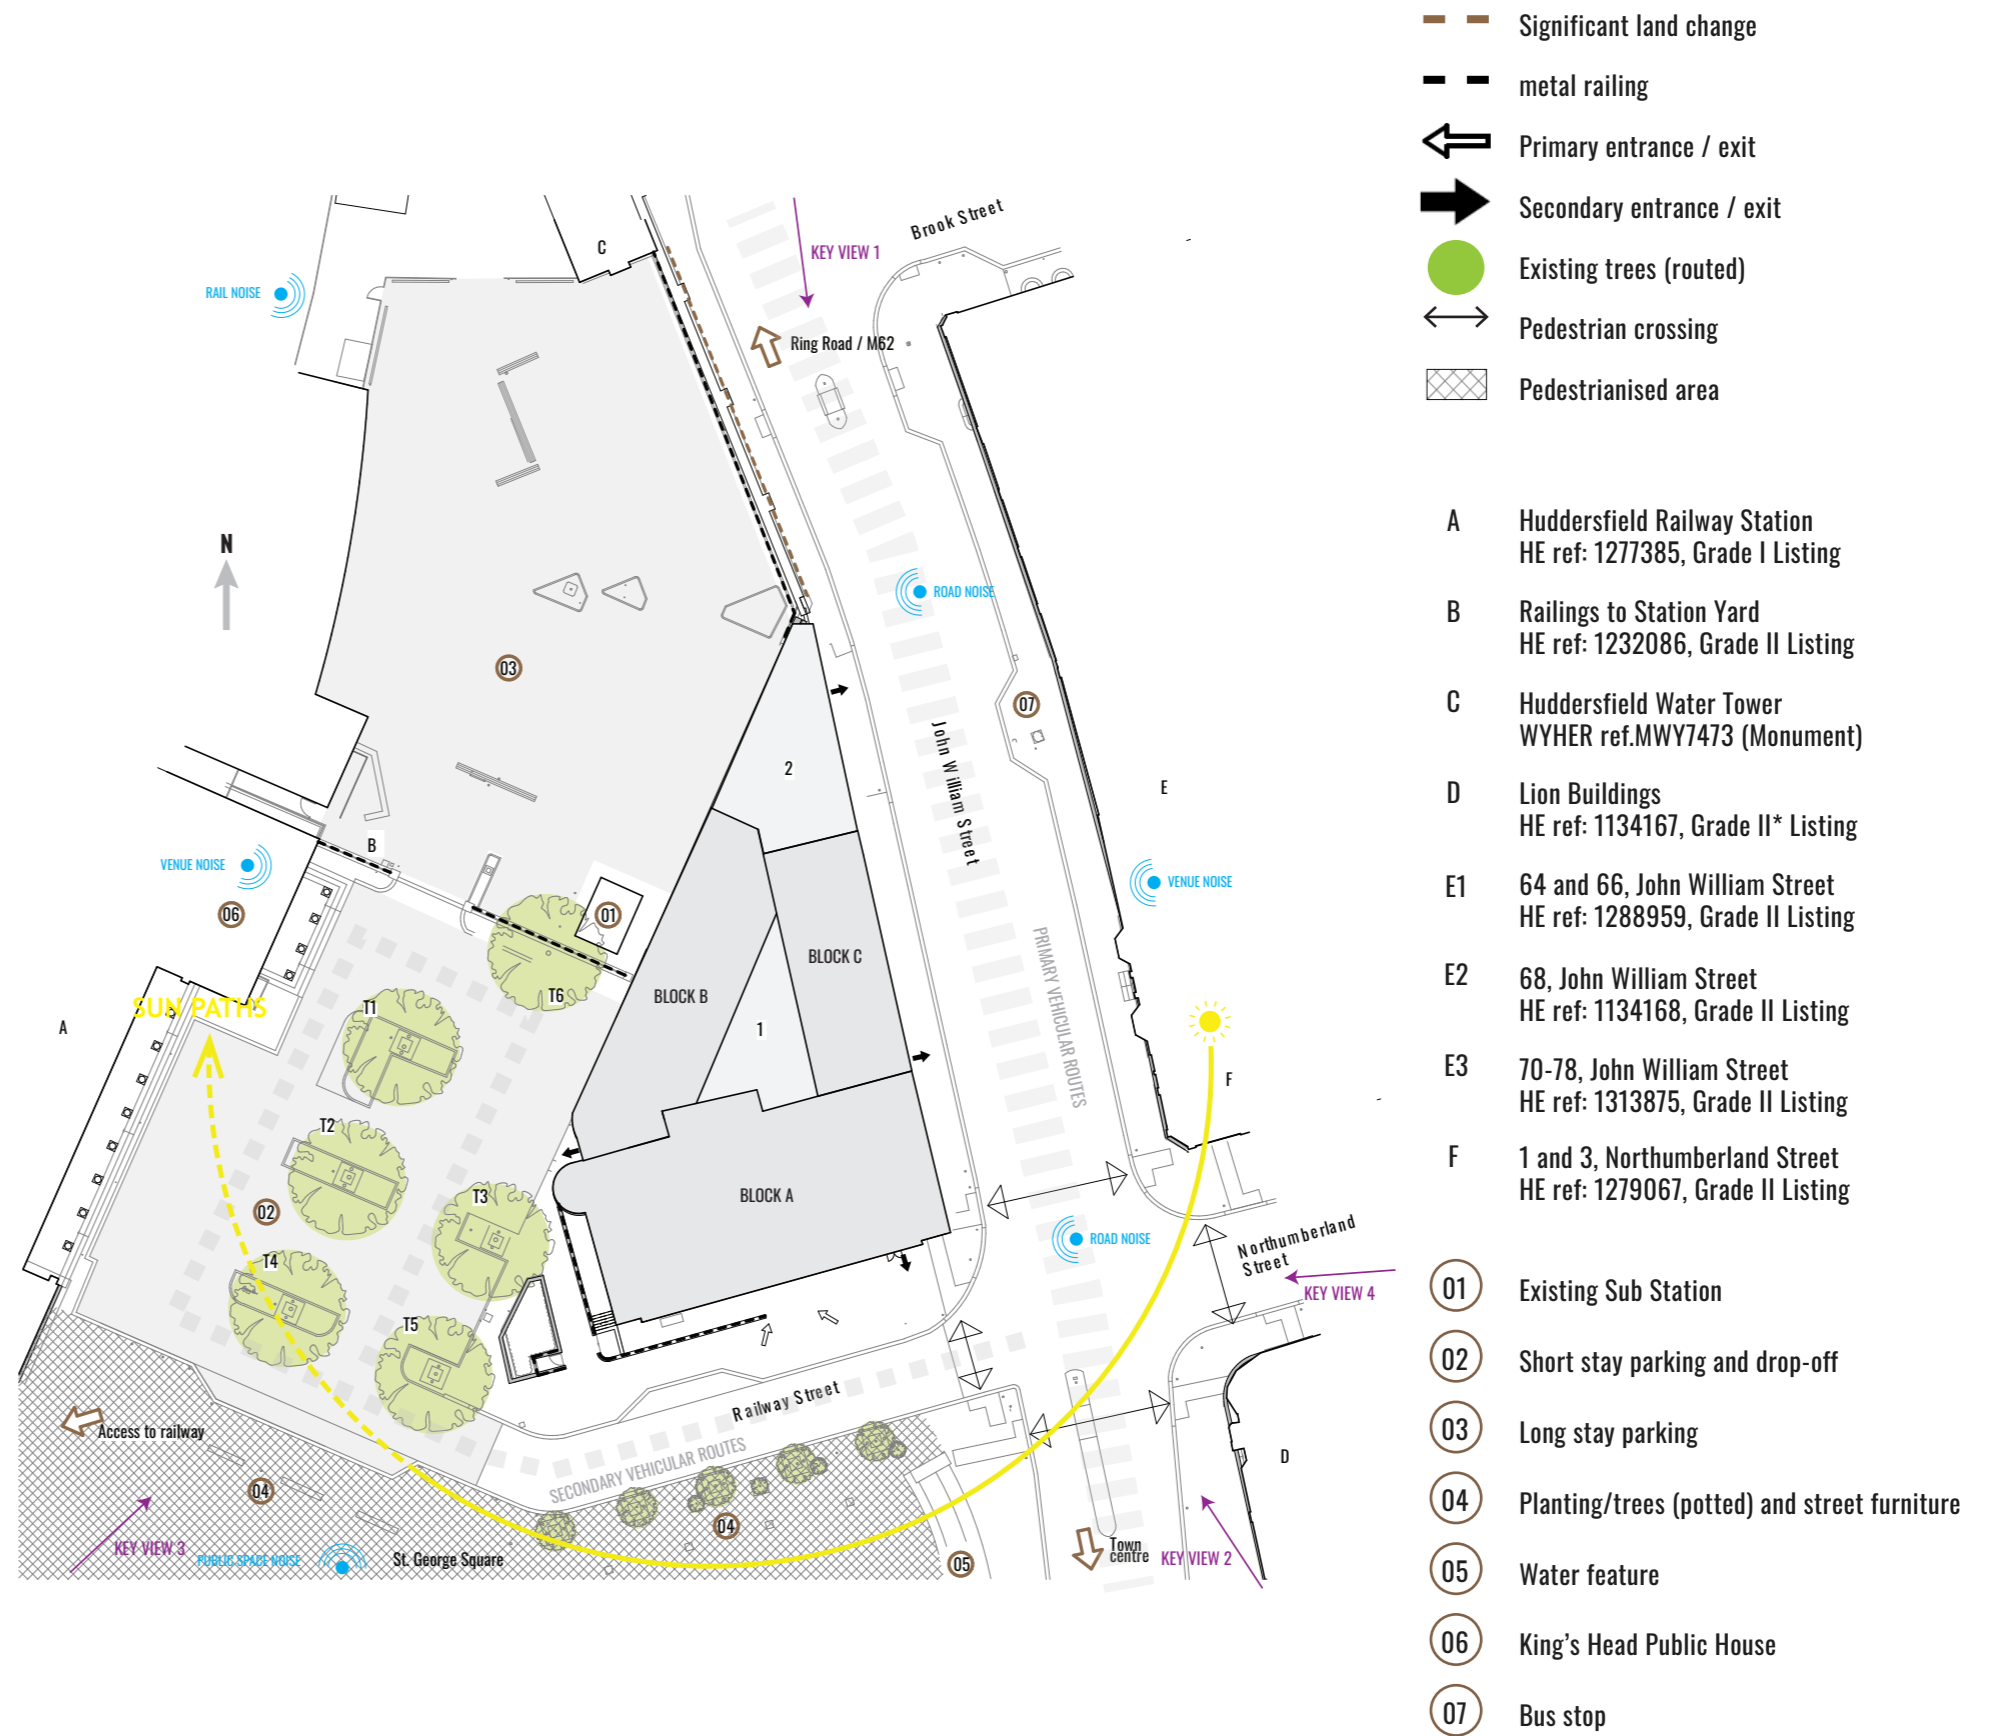 Significant land change
metal railing
Primary entrance / exit
Secondary entrance / exit
Existing trees (routed)
Pedestrian crossing
Pedestrianised area
A
Huddersfield Railway Station
HE ref: 1277385, Grade I Listing
B
Railings to Station Yard
HE ref: 1232086, Grade II Listing
C
Huddersfield Water Tower
WYHER ref.MWY7473 (Monument)
D
Lion Buildings
HE ref: 1134167, Grade II* Listing
E1
64 and 66, John William Street
HE ref: 1288959, Grade II Listing
E2
68, John William Street
HE ref: 1134168, Grade II Listing
E3
70-78, John William Street
HE ref: 1313875, Grade II Listing
F
1 and 3, Northumberland Street
HE ref: 1279067, Grade II Listing
01
Existing Sub Station
02
Short stay parking and drop-off
03
Long stay parking
04
Planting/trees (potted) and street furniture
05
Water feature
06
King's Head Public House
07
Bus stop
Brook Street
C
KEY VIEW 1
RAIL NOISE
Ring Road / M62
N
ROAD NOISE
03
07
John William Street
2
E
B
VENUE NOISE
VENUE NOISE
06
01
BLOCK C
PRIMARY VEHICULAR ROUTES
BLOCK B
T6
SUN PATHS
T1
A
1
F
T2
BLOCK A
T3
02
ROAD NOISE
Northumberland
Street
T4
KEY VIEW 4
T5
Railway Street
Access to railway
SECONDARY VEHICULAR ROUTES
D
04
04
KEY VIEW 3
PUBLIC SPACE NOISE
St. George Square
05
Town
centre
KEY VIEW 2